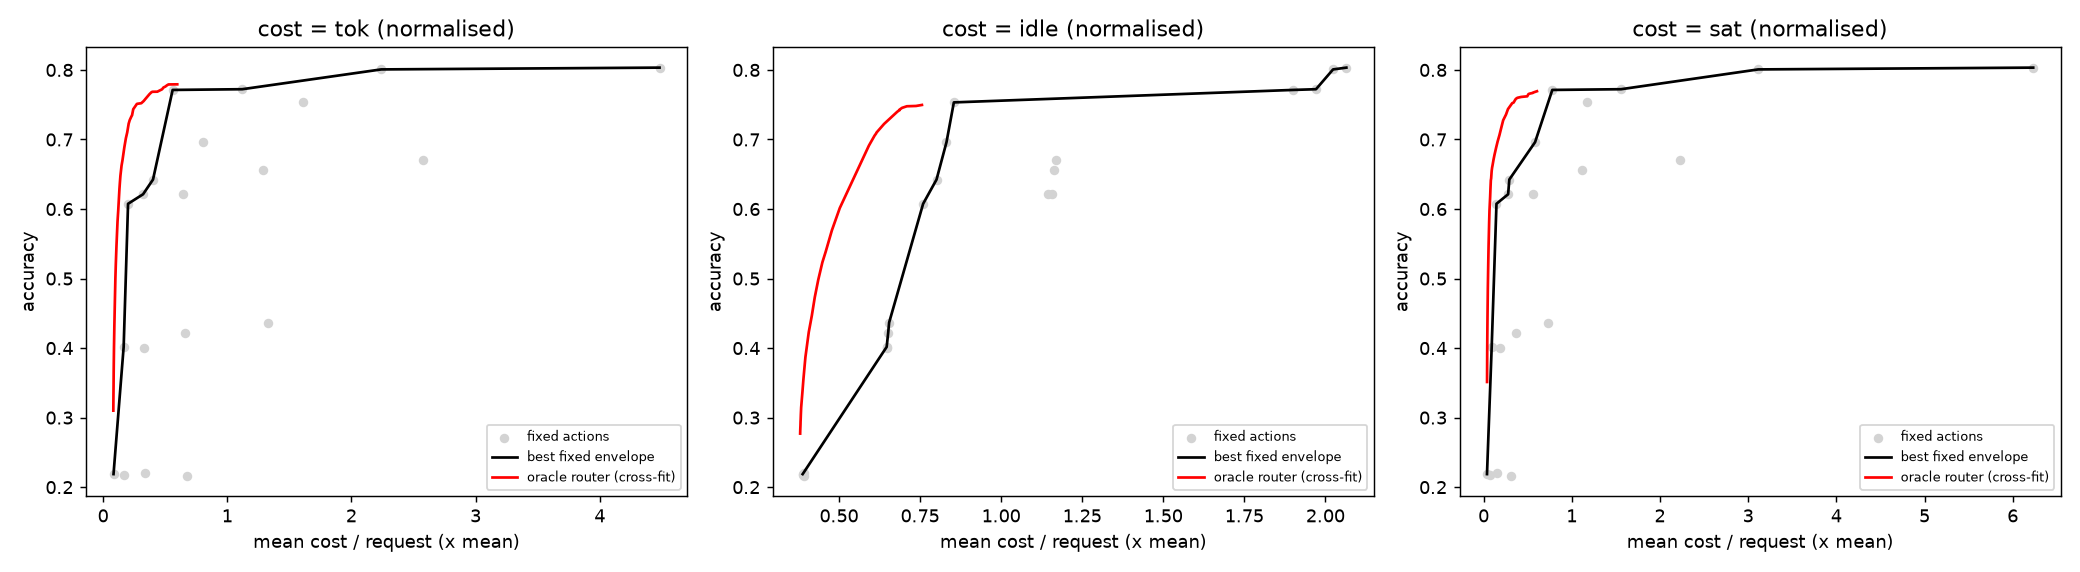 cost = tok (normalised)
accuracy
0.8
0.7
0.6
0.5
0.4
0.3
0.2
0
1
2
3
4
mean cost / request (x mean)
fixed actions
best fixed envelope
oracle router (cross-fit)
cost = idle (normalised)
accuracy
0.8
0.7
0.6
0.5
0.4
0.3
0.2
0.50
0.75
1.00
1.25
1.50
1.75
2.00
mean cost / request (x mean)
fixed actions
best fixed envelope
oracle router (cross-fit)
cost = sat (normalised)
accuracy
0.8
0.7
0.6
0.5
0.4
0.3
0.2
0
1
2
3
4
5
6
mean cost / request (x mean)
fixed actions
best fixed envelope
oracle router (cross-fit)